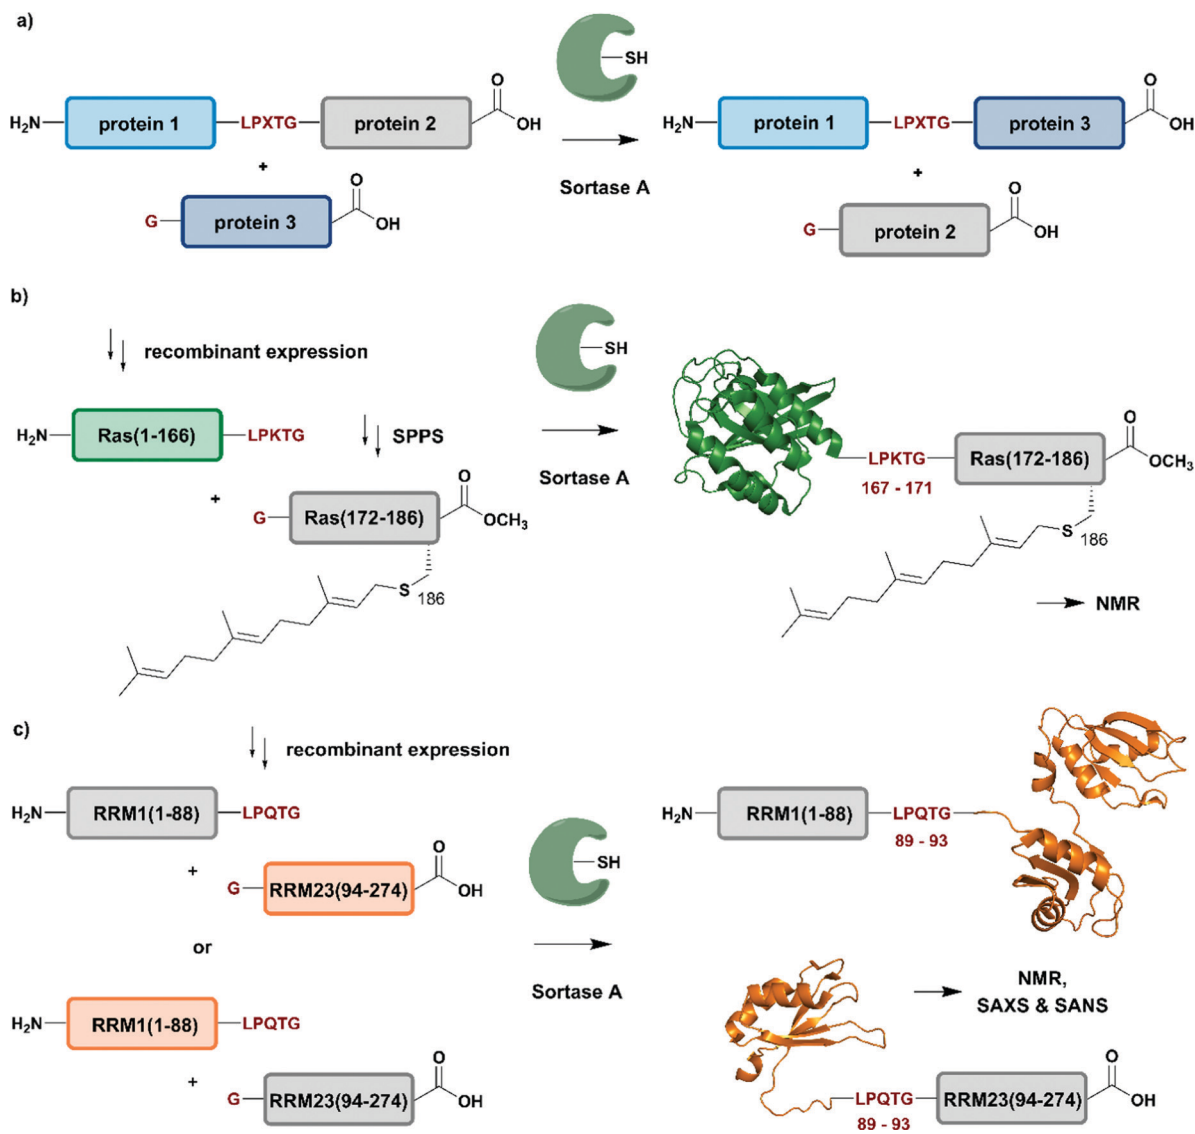 a)
SH
H₂N protein 1 LPXTG protein 2 O OH
+
G protein 3 O OH
Sortase A
H₂N protein 1 LPXTG protein 3 O OH
+
G protein 2 O OH
b)
recombinant expression
H₂N Ras(1-166) LPKTG
SPPS
+
G Ras(172-186) O OCH₃
S 186
SH
Sortase A
LPKTG Ras(172-186) O OCH₃
167 - 171
S 186
NMR
c)
recombinant expression
H₂N RRM1(1-88) LPQTG
+
G RRM23(94-274) O OH
or
H₂N RRM1(1-88) LPQTG
+
G RRM23(94-274) O OH
SH
Sortase A
H₂N RRM1(1-88) LPQTG
89 - 93
NMR,
SAXS & SANS
LPQTG RRM23(94-274) O OH
89 - 93